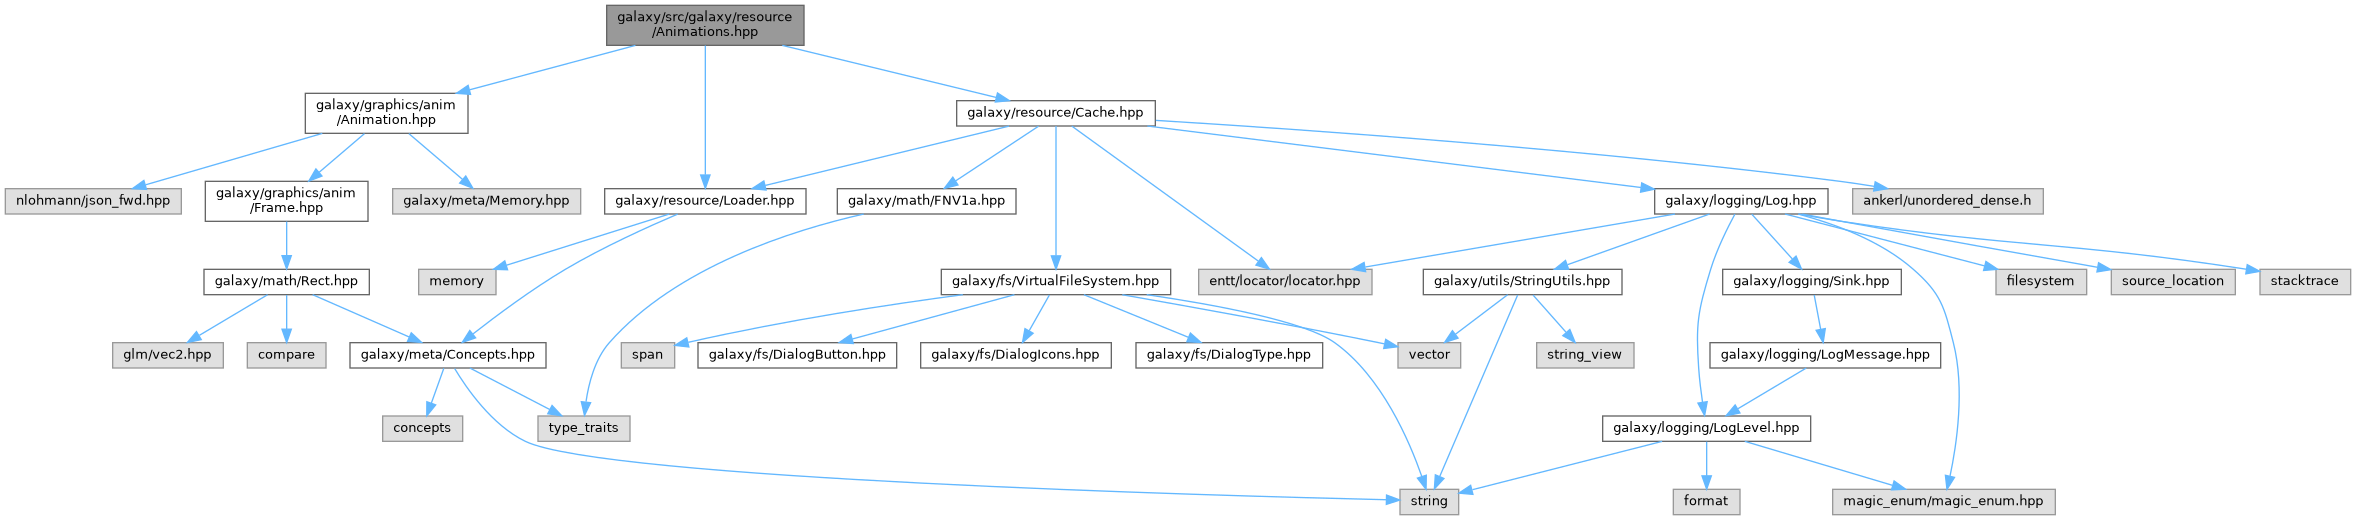 galaxy/src/galaxy/resource
/Animations.hpp
galaxy/graphics/anim
/Animation.hpp
galaxy/resource/Cache.hpp
nlohmann/json_fwd.hpp
galaxy/graphics/anim
/Frame.hpp
galaxy/meta/Memory.hpp
galaxy/resource/Loader.hpp
galaxy/math/FNV1a.hpp
galaxy/logging/Log.hpp
ankerl/unordered_dense.h
galaxy/math/Rect.hpp
memory
galaxy/fs/VirtualFileSystem.hpp
entt/locator/locator.hpp
galaxy/utils/StringUtils.hpp
galaxy/logging/Sink.hpp
filesystem
source_location
stacktrace
glm/vec2.hpp
compare
galaxy/meta/Concepts.hpp
span
galaxy/fs/DialogButton.hpp
galaxy/fs/DialogIcons.hpp
galaxy/fs/DialogType.hpp
vector
string_view
galaxy/logging/LogMessage.hpp
concepts
type_traits
galaxy/logging/LogLevel.hpp
string
format
magic_enum/magic_enum.hpp